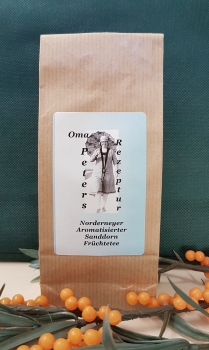 Oma
Peters
Rezeptur
Norderneyer
Aromatisierter
Sanddorn
Früchtetee